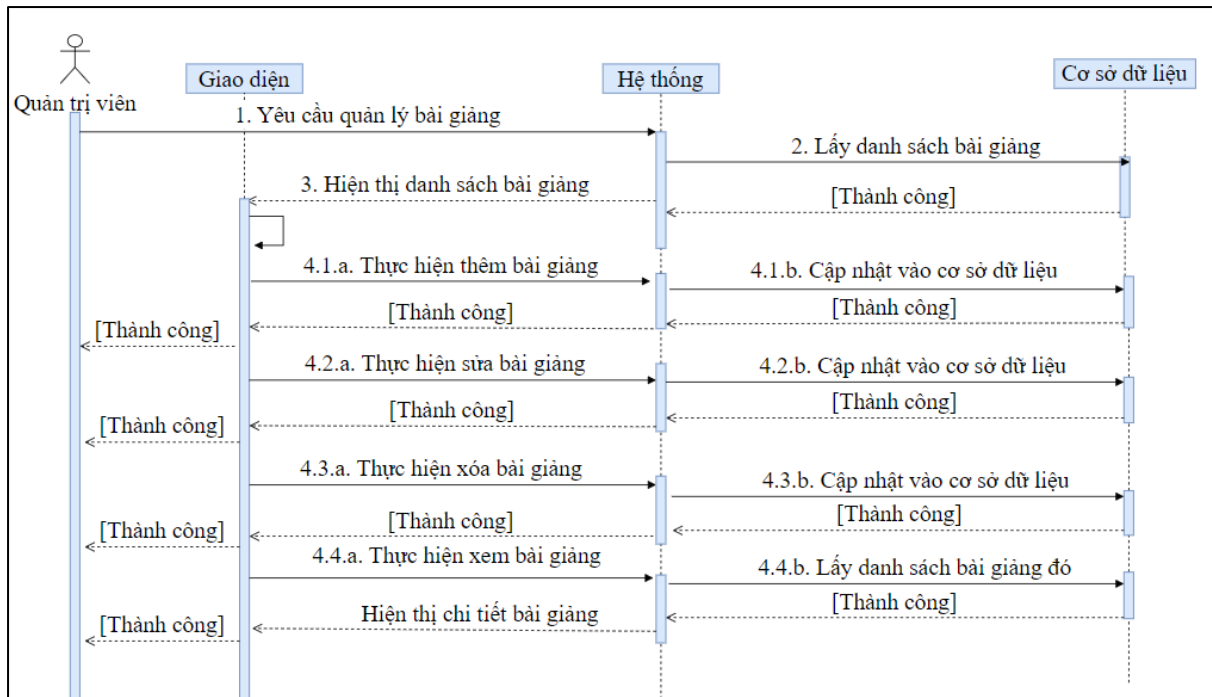 Quản trị viên
Giao diện
Hệ thống
Cơ sở dữ liệu
1. Yêu cầu quản lý bài giảng
2. Lấy danh sách bài giảng
3. Hiện thị danh sách bài giảng
[Thành công]
4.1.a. Thực hiện thêm bài giảng
4.1.b. Cập nhật vào cơ sở dữ liệu
[Thành công]
[Thành công]
[Thành công]
4.2.a. Thực hiện sửa bài giảng
4.2.b. Cập nhật vào cơ sở dữ liệu
[Thành công]
[Thành công]
[Thành công]
4.3.a. Thực hiện xóa bài giảng
4.3.b. Cập nhật vào cơ sở dữ liệu
[Thành công]
[Thành công]
[Thành công]
4.4.a. Thực hiện xem bài giảng
4.4.b. Lấy danh sách bài giảng đó
[Thành công]
Hiện thị chi tiết bài giảng
[Thành công]